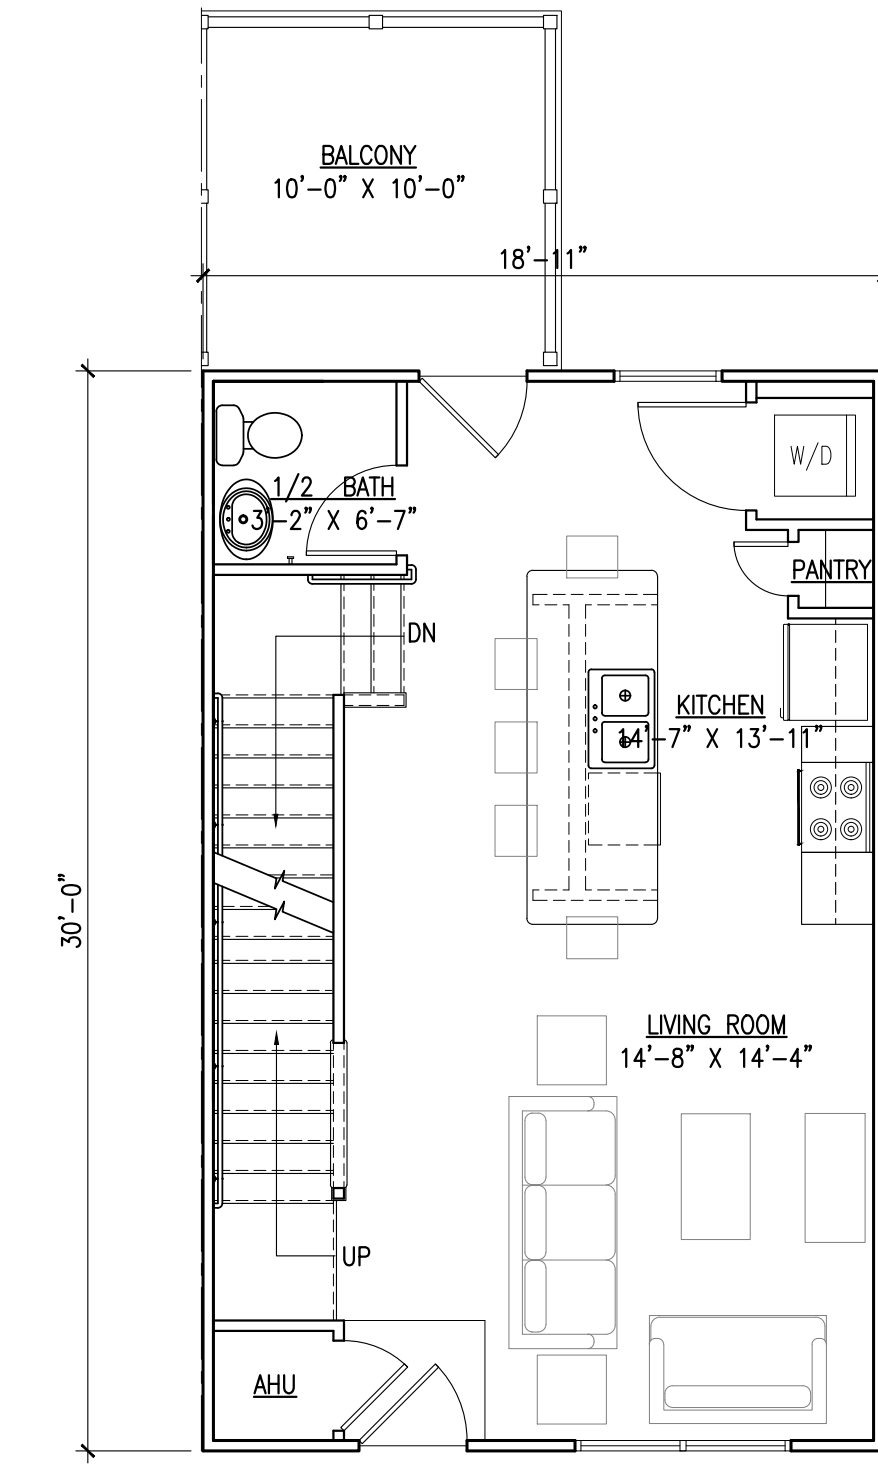 BALCONY
10'-0" X 10'-0"
18'-11"
W/D
1/2 BATH
3'-2" X 6'-7"
PANTRY
DN
KITCHEN
14'-7" X 13'-11"
30'-0"
LIVING ROOM
14'-8" X 14'-4"
UP
AHU